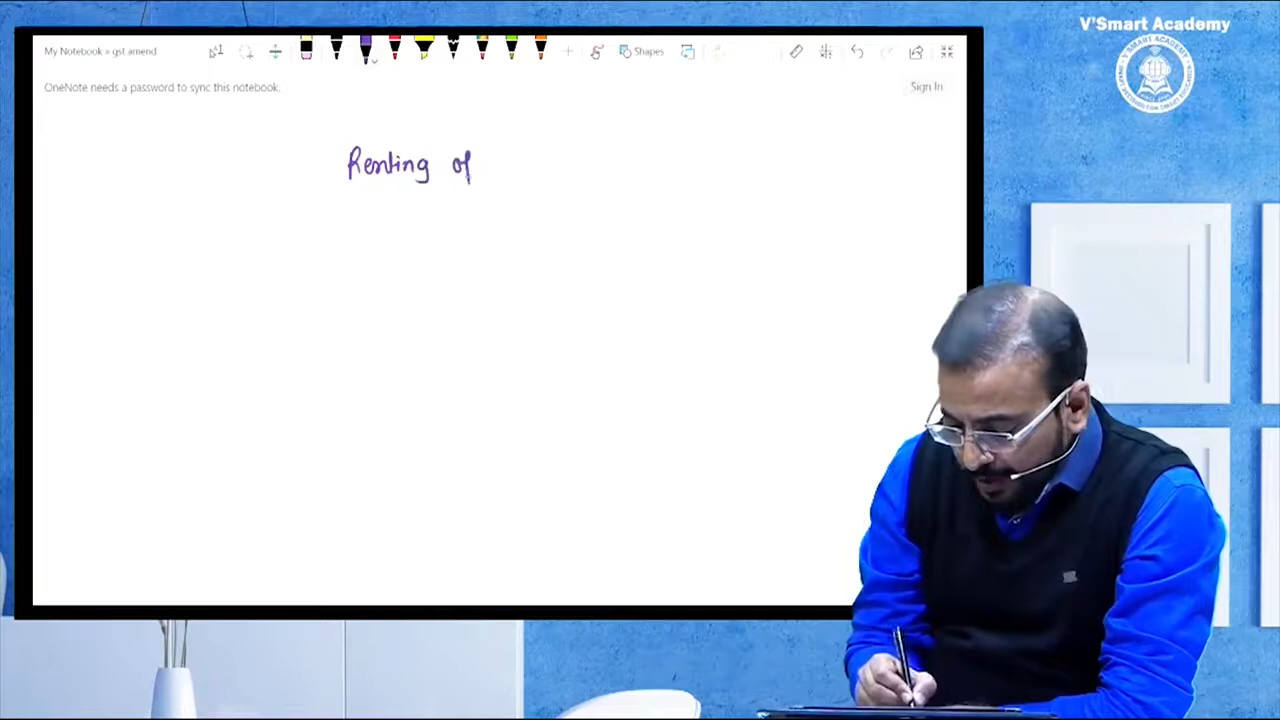 V'Smart Academy
My Notebook » gst amend
Shapes
OneNote needs a password to sync this notebook.
Sign In
Renting of